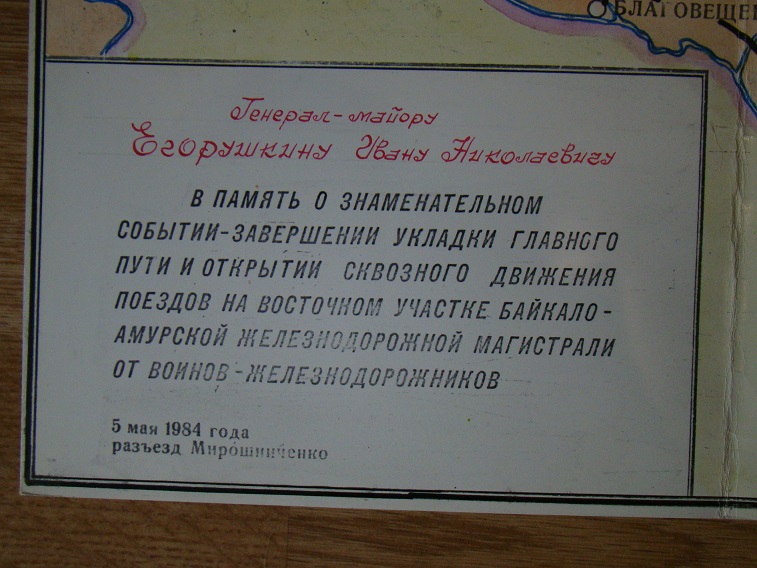 БЛАГОВЕЩЕН
Генерал-майору
Егорушкину Ивану Николаевичу
В ПАМЯТЬ О ЗНАМЕНАТЕЛЬНОМ
СОБЫТИИ-ЗАВЕРШЕНИИ УКЛАДКИ ГЛАВНОГО
ПУТИ И ОТКРЫТИИ СКВОЗНОГО ДВИЖЕНИЯ
ПОЕЗДОВ НА ВОСТОЧНОМ УЧАСТКЕ БАЙКАЛО-
АМУРСКОЙ ЖЕЛЕЗНОДОРОЖНОЙ МАГИСТРАЛИ
ОТ ВОИНОВ-ЖЕЛЕЗНОДОРОЖНИКОВ
5 мая 1984 года
разъезд Мирошниченко